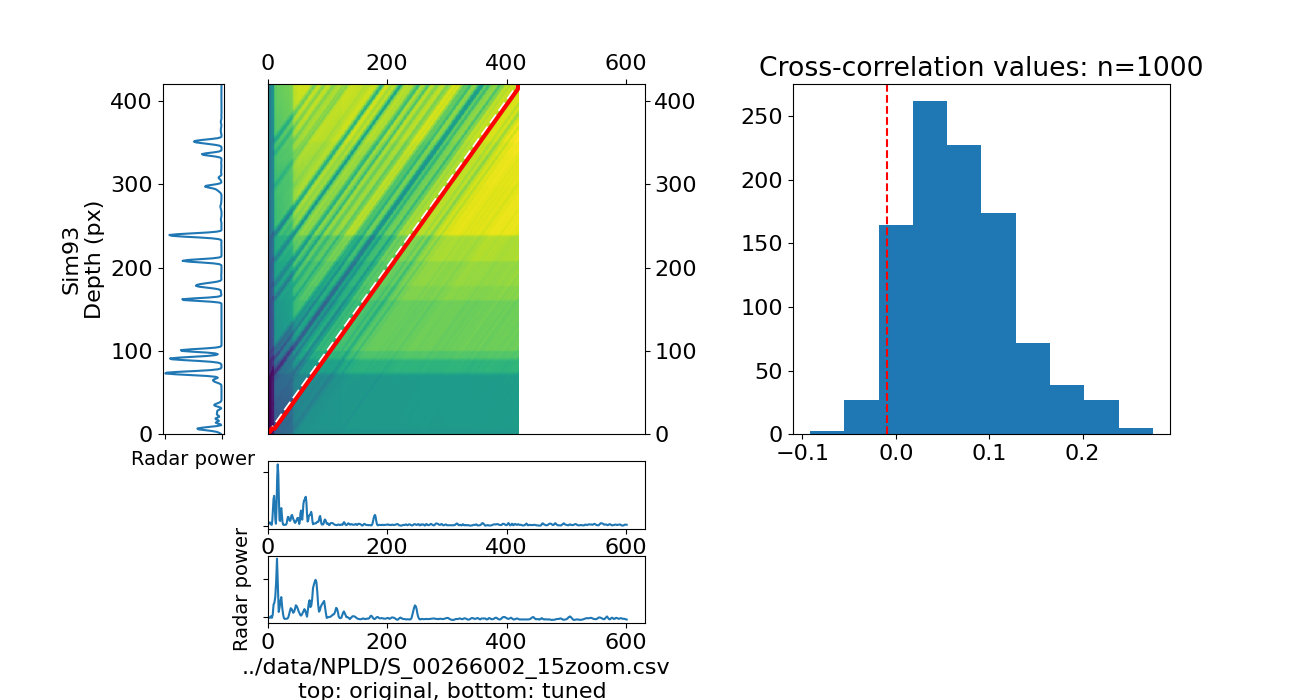 0 200 400 600
Cross-correlation values: n=1000
400
300
200
100
0
Sim93
Depth (px)
Radar power
400
300
200
100
0
250
200
150
100
50
0
−0.1 0.0 0.1 0.2
0 200 400 600
Radar power
0 200 400 600
../data/NPLD/S_00266002_15zoom.csv
top: original, bottom: tuned